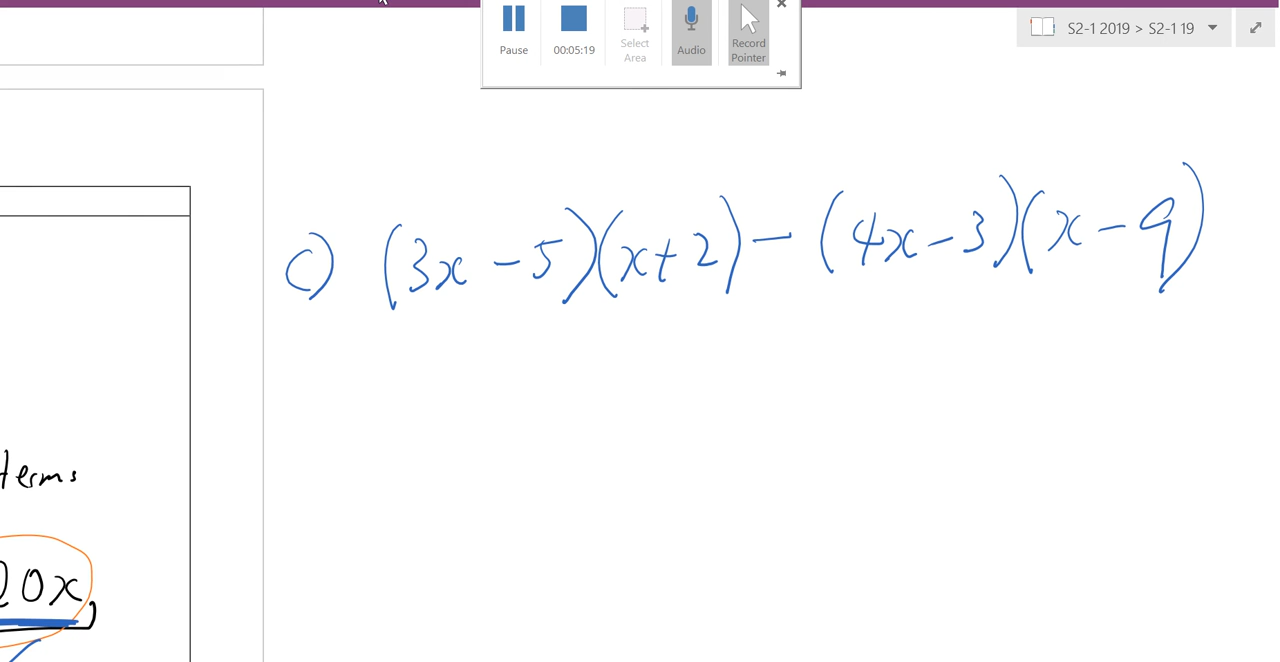 Pause
00:05:19
Select
Area
Audio
Record
Pointer
S2-1 2019 > S2-1 19
c) (3x - 5)(x + 2) - (4x - 3)(x - 9)
terms
20x,